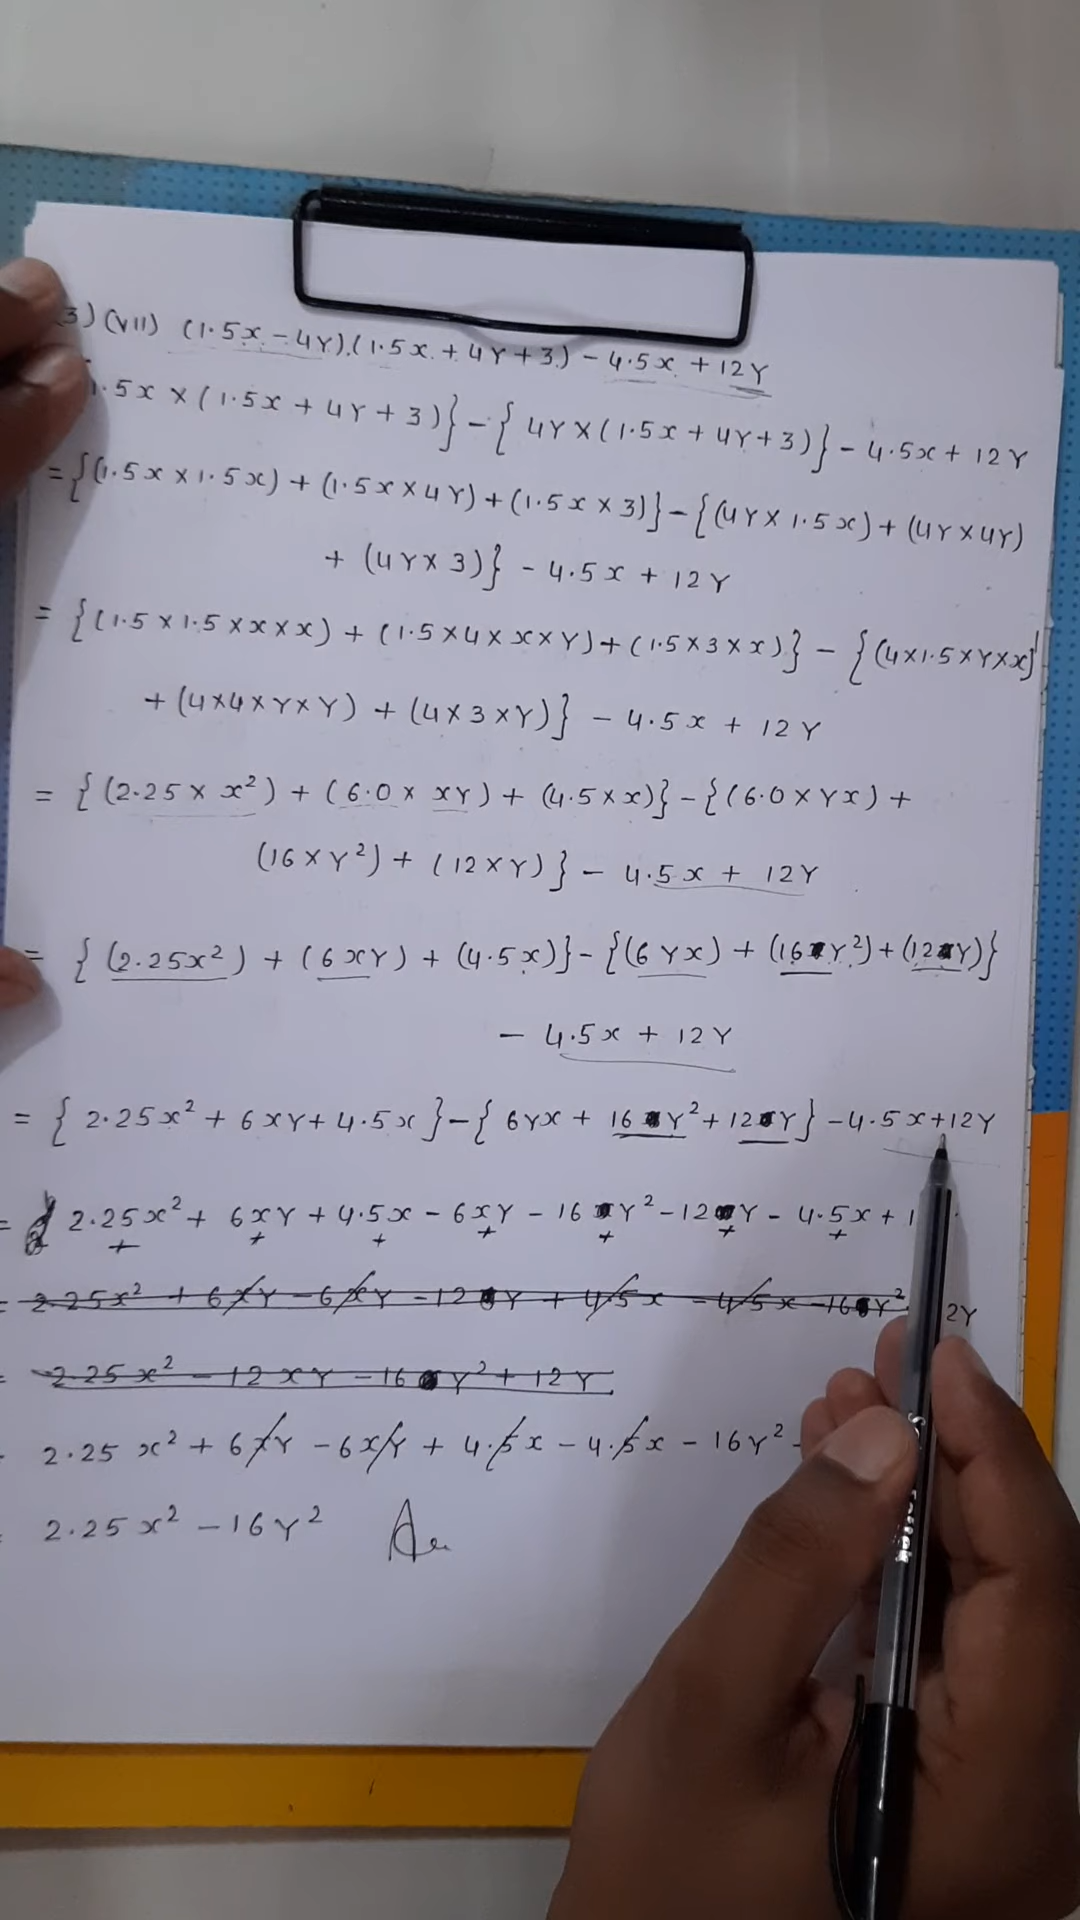 3) (VII) (1.5x - 4Y).(1.5x + 4Y + 3) - 4.5x + 12Y
1.5x × (1.5x + 4Y + 3)} - {4Y × (1.5x + 4Y + 3)} - 4.5x + 12Y
= {(1.5x × 1.5x) + (1.5x × 4Y) + (1.5x × 3)} - {(4Y × 1.5x) + (4Y × 4Y)
+ (4Y × 3)} - 4.5x + 12Y
= {(1.5 × 1.5 × x × x) + (1.5 × 4 × x × Y) + (1.5 × 3 × x)} - {(4 × 1.5 × Y × x)
+ (4 × 4 × Y × Y) + (4 × 3 × Y)} - 4.5x + 12Y
= {(2.25 × x²) + (6.0 × xY) + (4.5 × x)} - {(6.0 × Yx) +
(16 × Y²) + (12 × Y)} - 4.5x + 12Y
= {(2.25x²) + (6xY) + (4.5x)} - {(6Yx) + (16Y²) + (12Y)}
- 4.5x + 12Y
= {2.25x² + 6xY + 4.5x} - {6Yx + 16Y² + 12Y} - 4.5x + 12Y
= 2.25x² + 6xY + 4.5x - 6xY - 16Y² - 12Y - 4.5x + 1
= 2.25x² + 6xY - 6xY - 12Y + 4.5x - 4.5x - 16Y² 2Y
= 2.25x² - 12xY - 16Y² + 12Y
2.25x² + 6xY - 6xY + 4.5x - 4.5x - 16Y² -
2.25x² - 16Y²